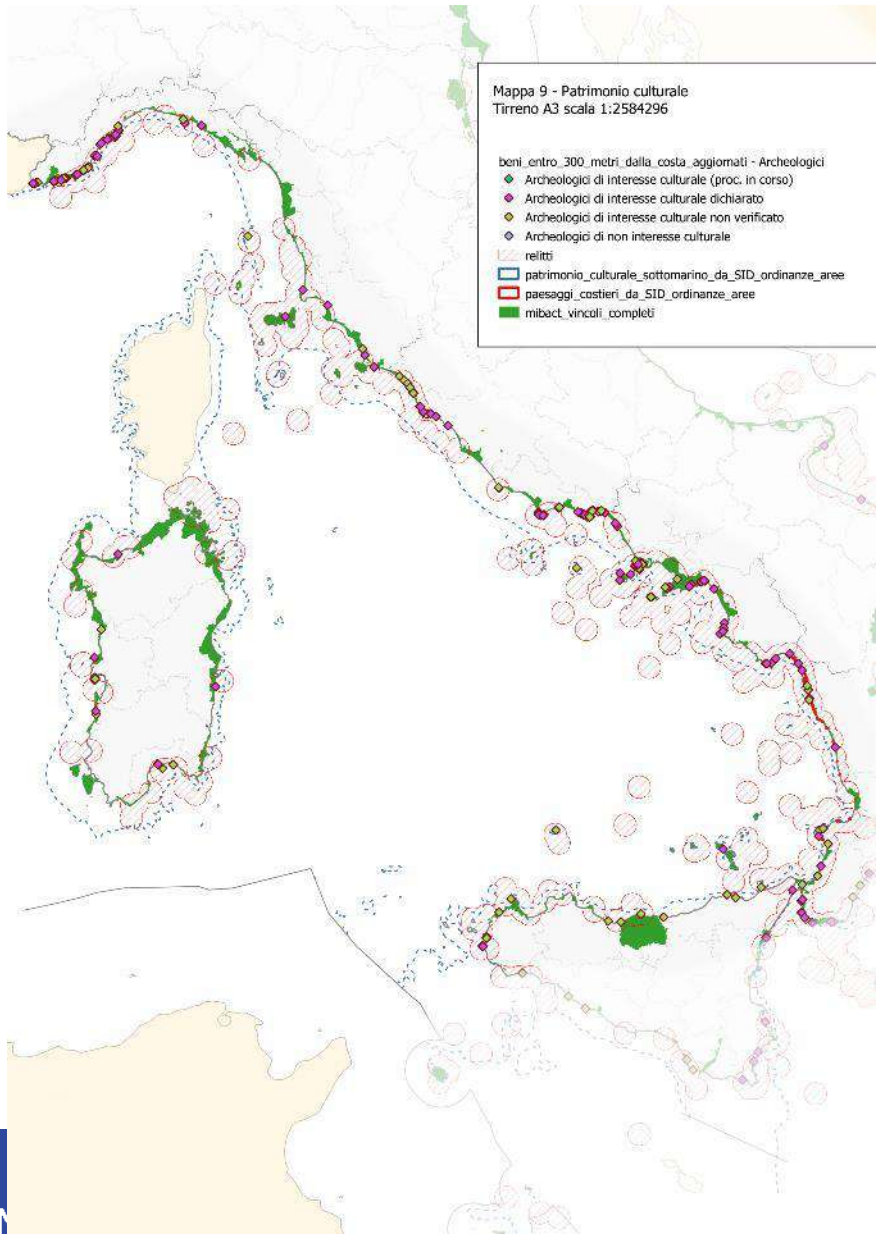 Mappa 9 - Patrimonio culturale
Tirreno A3 scala 1:2584296
beni_entro_300_metri_dalla_costa_aggiornati - Archeologici
Archeologici di interesse culturale (proc. in corso)
Archeologici di interesse culturale dichiarato
Archeologici di interesse culturale non verificato
Archeologici di non interesse culturale
relitti
patrimonio_culturale_sottomarino_da_SID_ordinanze_aree
paesaggi_costieri_da_SID_ordinanze_aree
mibact_vincoli_completi